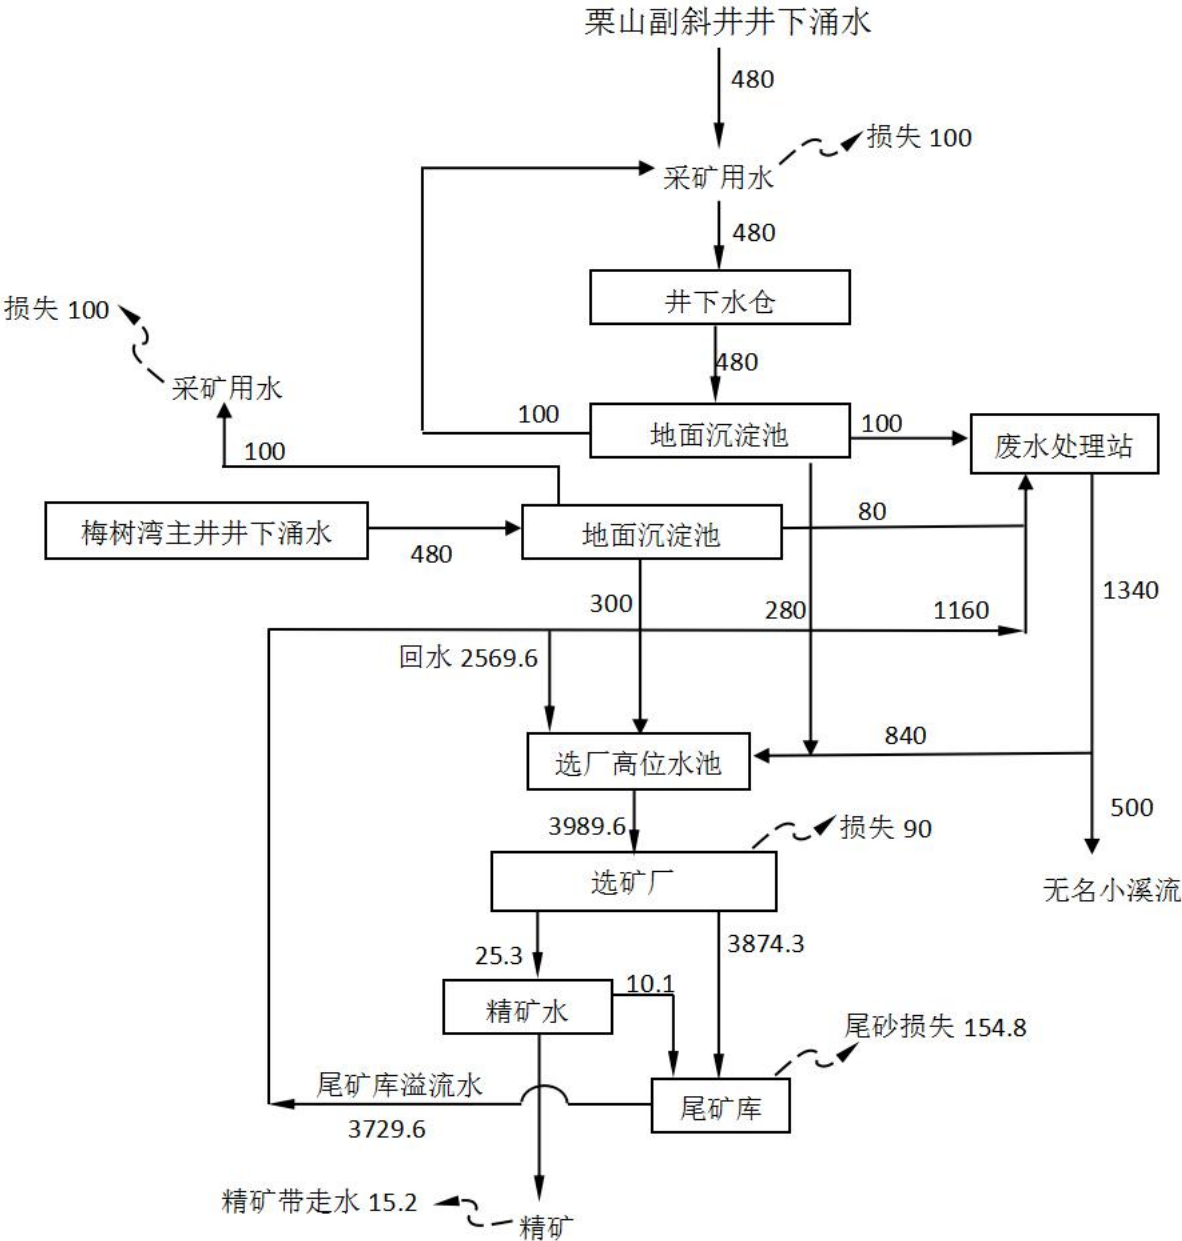 栗山副斜井井下涌水
480
损失 100
采矿用水
480
井下水仓
480
损失 100
采矿用水
100
地面沉淀池
100
废水处理站
100
梅树湾主井井下涌水
480
地面沉淀池
80
300
280
1160
1340
回水 2569.6
选厂高位水池
840
3989.6
损失 90
500
选矿厂
无名小溪流
25.3
3874.3
精矿水
10.1
尾砂损失 154.8
尾矿库溢流水
3729.6
尾矿库
精矿带走水 15.2
精矿